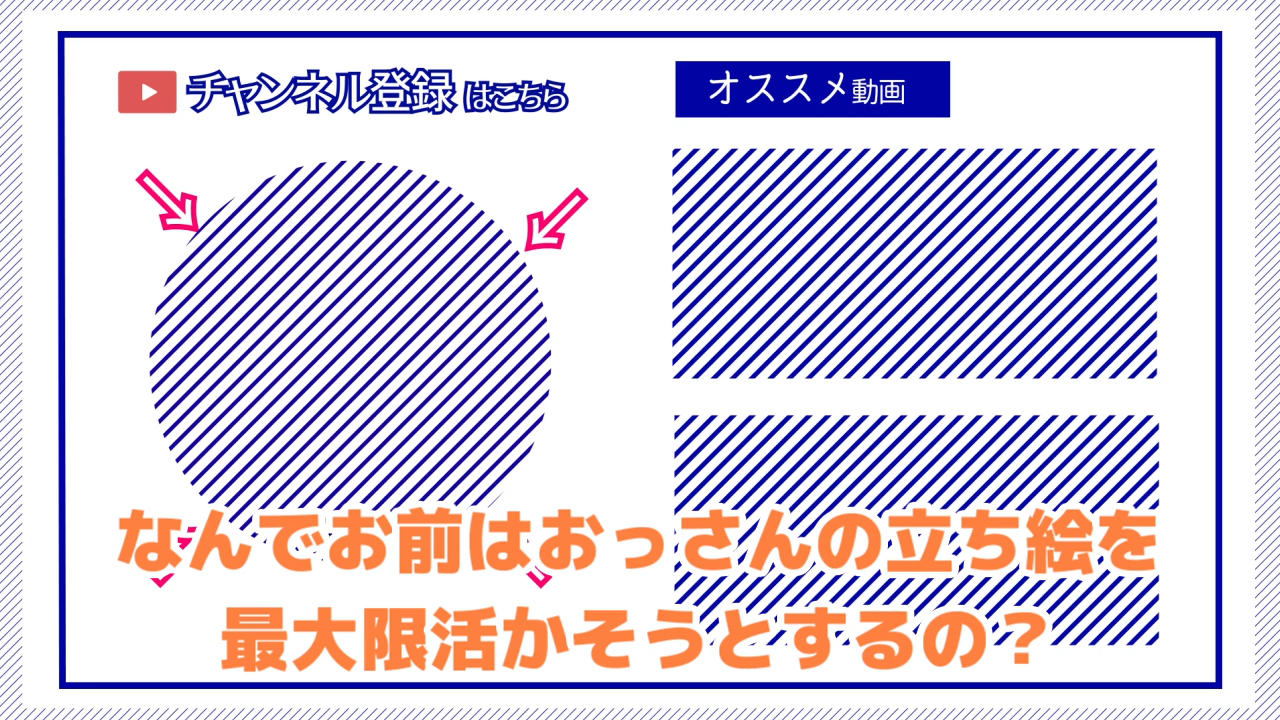 チャンネル登録 はこちら
オススメ動画
なんでお前はおっさんの立ち絵を
最大限活かそうとするの？